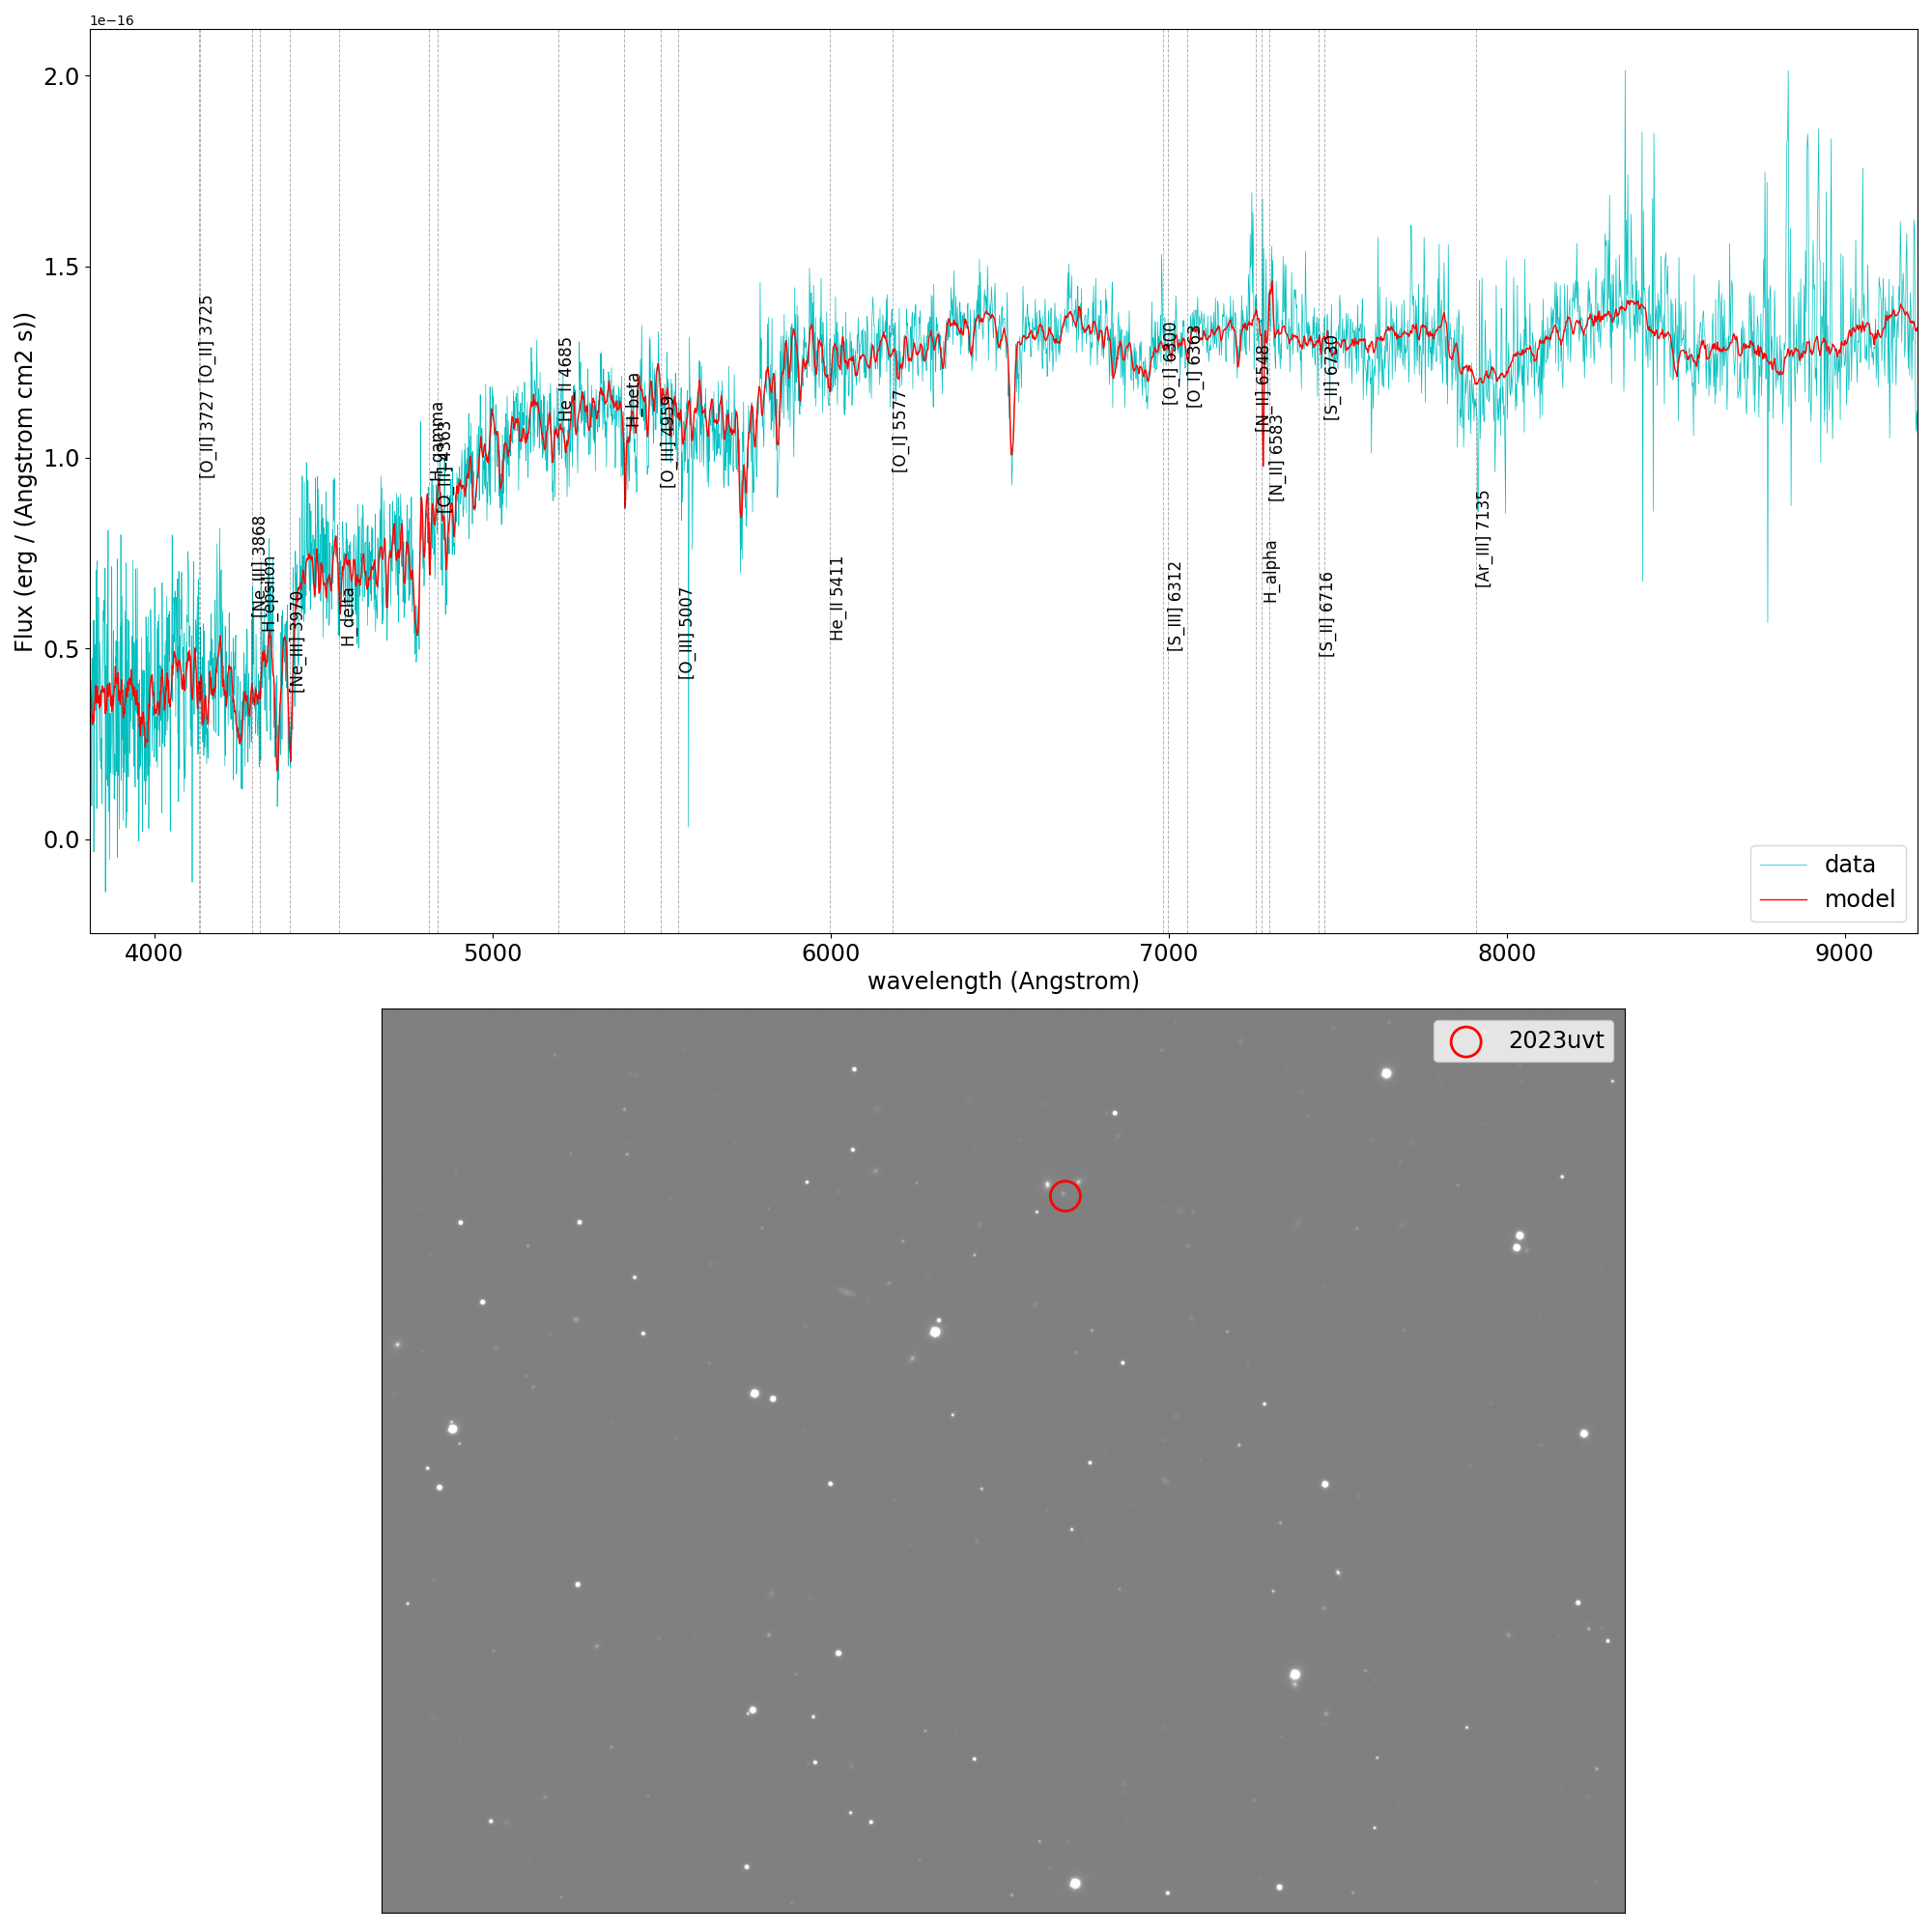 1e−16
2.0
1.5
1.0
0.5
0.0
Flux (erg / (Angstrom cm2 s))
[O_II] 3727 [O_II] 3725
[Ne_III] 3868
H_epsilon
[Ne_III] 3970
H_delta
H_gamma
[O_III] 4363
He_II 4685
H_beta
[O_III] 4959
[O_III] 5007
He_II 5411
[O_I] 5577
[O_I] 6300
[S_III] 6312
[O_I] 6363
[N_II] 6548
H_alpha
[N_II] 6583
[S_II] 6716
[S_II] 6730
[Ar_III] 7135
data
model
4000 5000 6000 7000 8000 9000
wavelength (Angstrom)
2023uvt